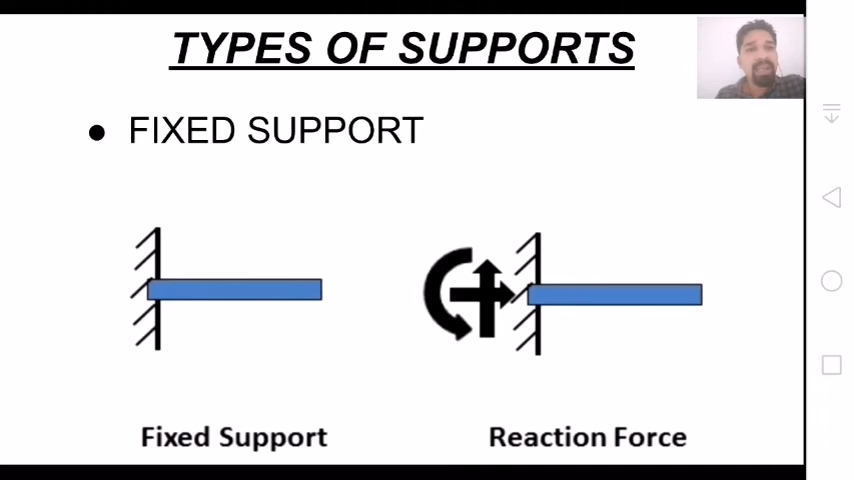 TYPES OF SUPPORTS
● FIXED SUPPORT
Fixed Support
Reaction Force